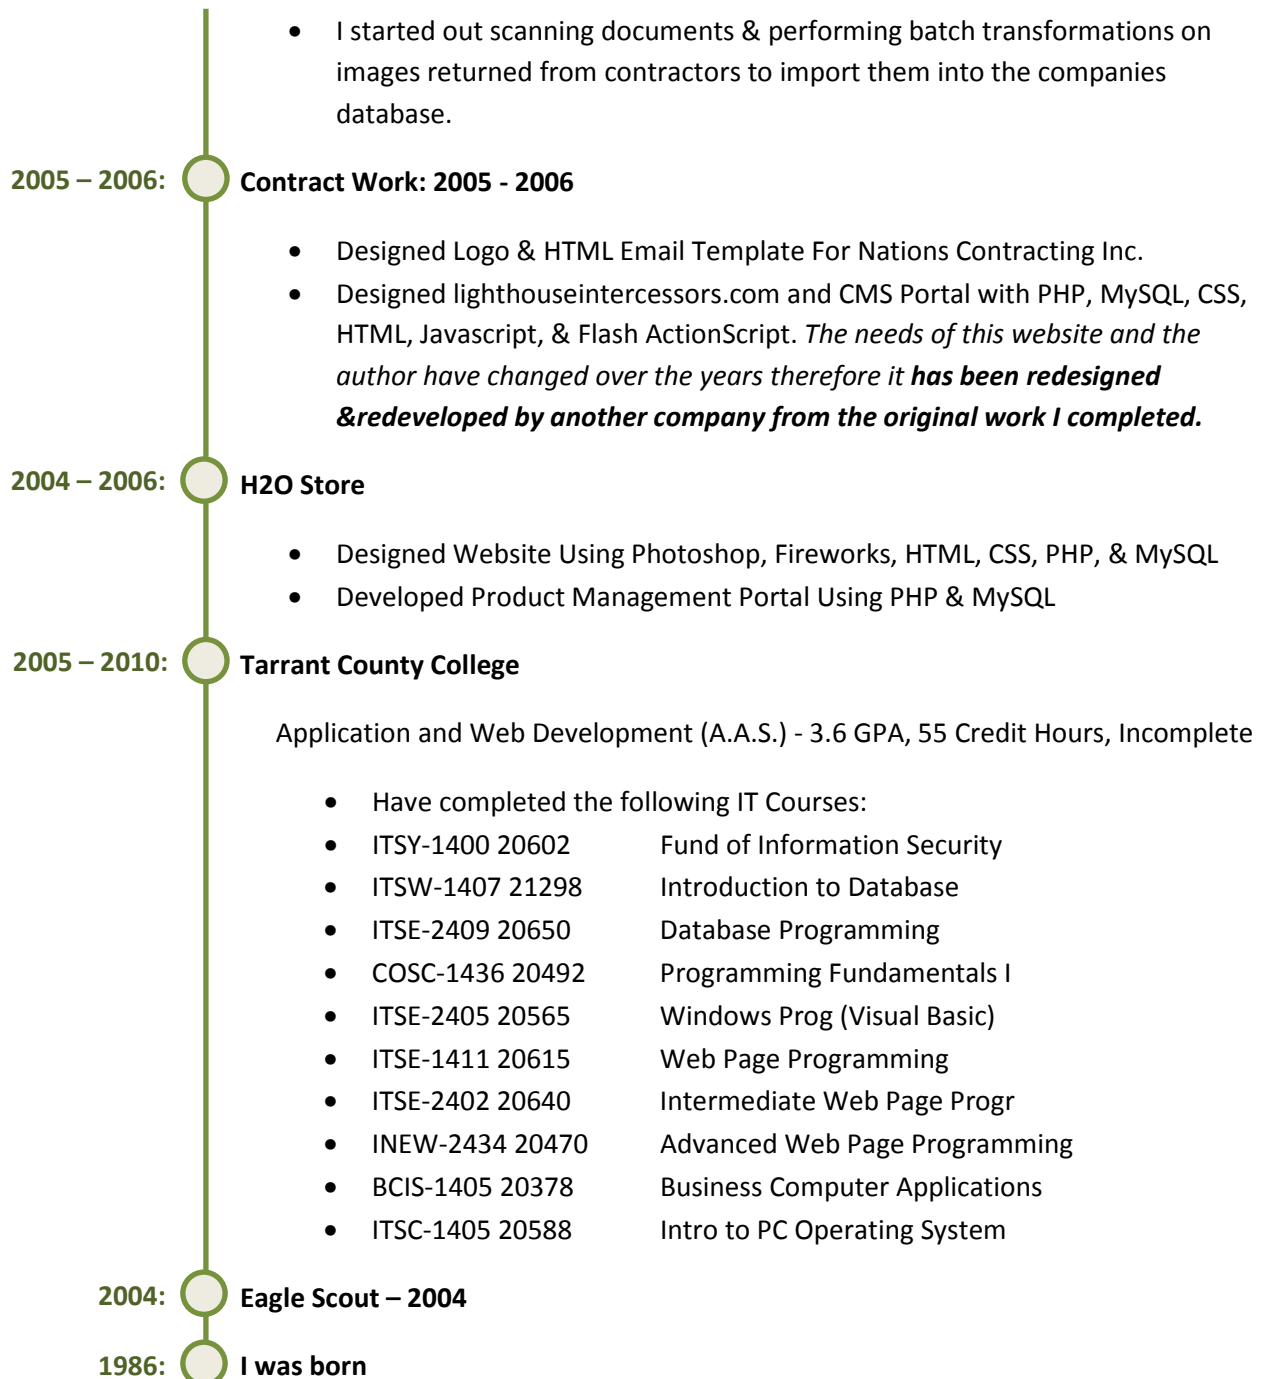 • I started out scanning documents & performing batch transformations on
images returned from contractors to import them into the companies
database.
2005 – 2006: Contract Work: 2005 - 2006
• Designed Logo & HTML Email Template For Nations Contracting Inc.
• Designed lighthouseintercessors.com and CMS Portal with PHP, MySQL, CSS,
HTML, Javascript, & Flash ActionScript. The needs of this website and the
author have changed over the years therefore it has been redesigned
&redeveloped by another company from the original work I completed.
2004 – 2006: H2O Store
• Designed Website Using Photoshop, Fireworks, HTML, CSS, PHP, & MySQL
• Developed Product Management Portal Using PHP & MySQL
2005 – 2010: Tarrant County College
Application and Web Development (A.A.S.) - 3.6 GPA, 55 Credit Hours, Incomplete
• Have completed the following IT Courses:
• ITSY-1400 20602 Fund of Information Security
• ITSW-1407 21298 Introduction to Database
• ITSE-2409 20650 Database Programming
• COSC-1436 20492 Programming Fundamentals I
• ITSE-2405 20565 Windows Prog (Visual Basic)
• ITSE-1411 20615 Web Page Programming
• ITSE-2402 20640 Intermediate Web Page Progr
• INEW-2434 20470 Advanced Web Page Programming
• BCIS-1405 20378 Business Computer Applications
• ITSC-1405 20588 Intro to PC Operating System
2004: Eagle Scout – 2004
1986: I was born